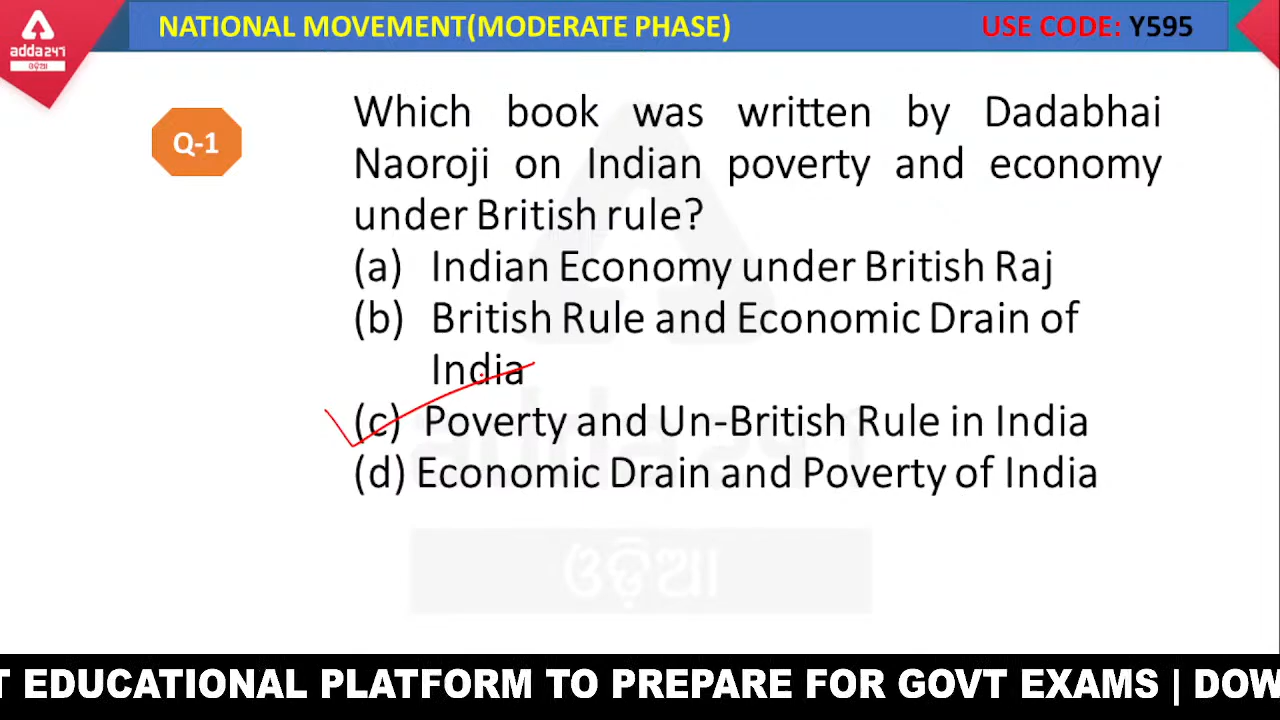 adda247
ଓଡ଼ିଆ
NATIONAL MOVEMENT(MODERATE PHASE)
USE CODE: Y595
Q-1
Which book was written by Dadabhai
Naoroji on Indian poverty and economy
under British rule?
(a) Indian Economy under British Raj
(b) British Rule and Economic Drain of
India
(c) Poverty and Un-British Rule in India
(d) Economic Drain and Poverty of India
adda247
ଓଡ଼ିଆ
T EDUCATIONAL PLATFORM TO PREPARE FOR GOVT EXAMS | DOW